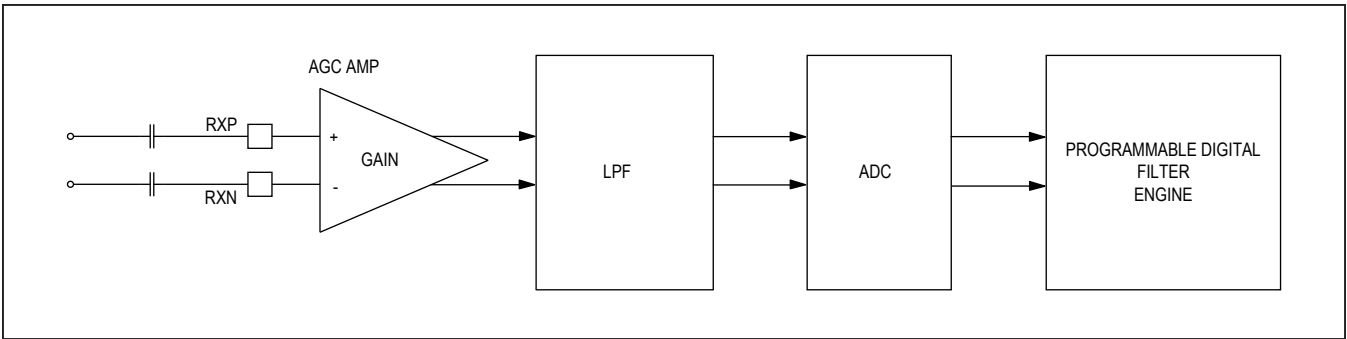 AGC AMP
RXP
+
GAIN
-
RXN
LPF
ADC
PROGRAMMABLE DIGITAL
FILTER
ENGINE